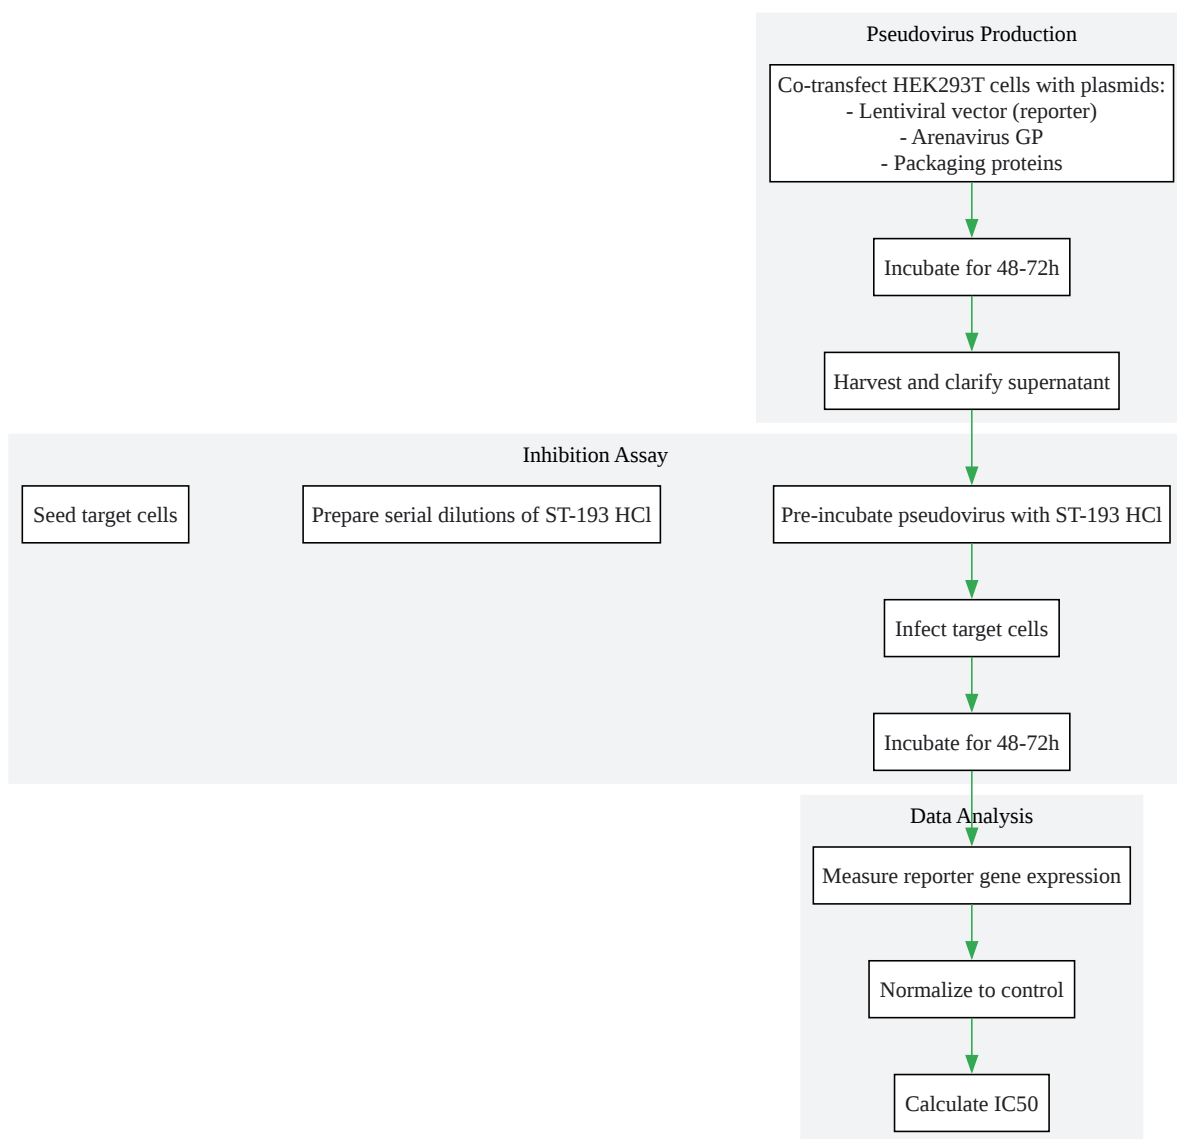 Pseudovirus Production
Co-transfect HEK293T cells with plasmids:
- Lentiviral vector (reporter)
- Arenavirus GP
- Packaging proteins
Incubate for 48-72h
Harvest and clarify supernatant
Inhibition Assay
Seed target cells
Prepare serial dilutions of ST-193 HCl
Pre-incubate pseudovirus with ST-193 HCl
Infect target cells
Incubate for 48-72h
Data Analysis
Measure reporter gene expression
Normalize to control
Calculate IC50